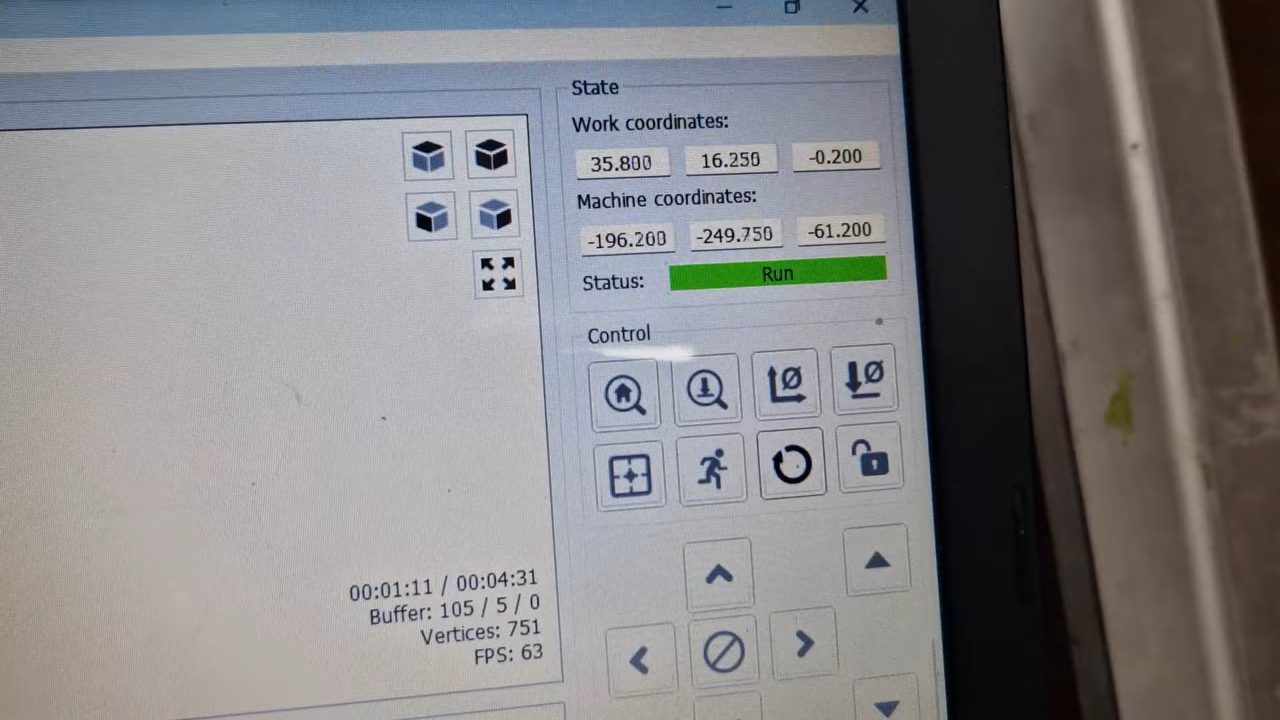 State
Work coordinates:
35.800 16.250 -0.200
Machine coordinates:
-196.200 -249.750 -61.200
Status: Run
Control
00:01:11 / 00:04:31
Buffer: 105 / 5 / 0
Vertices: 751
FPS: 63